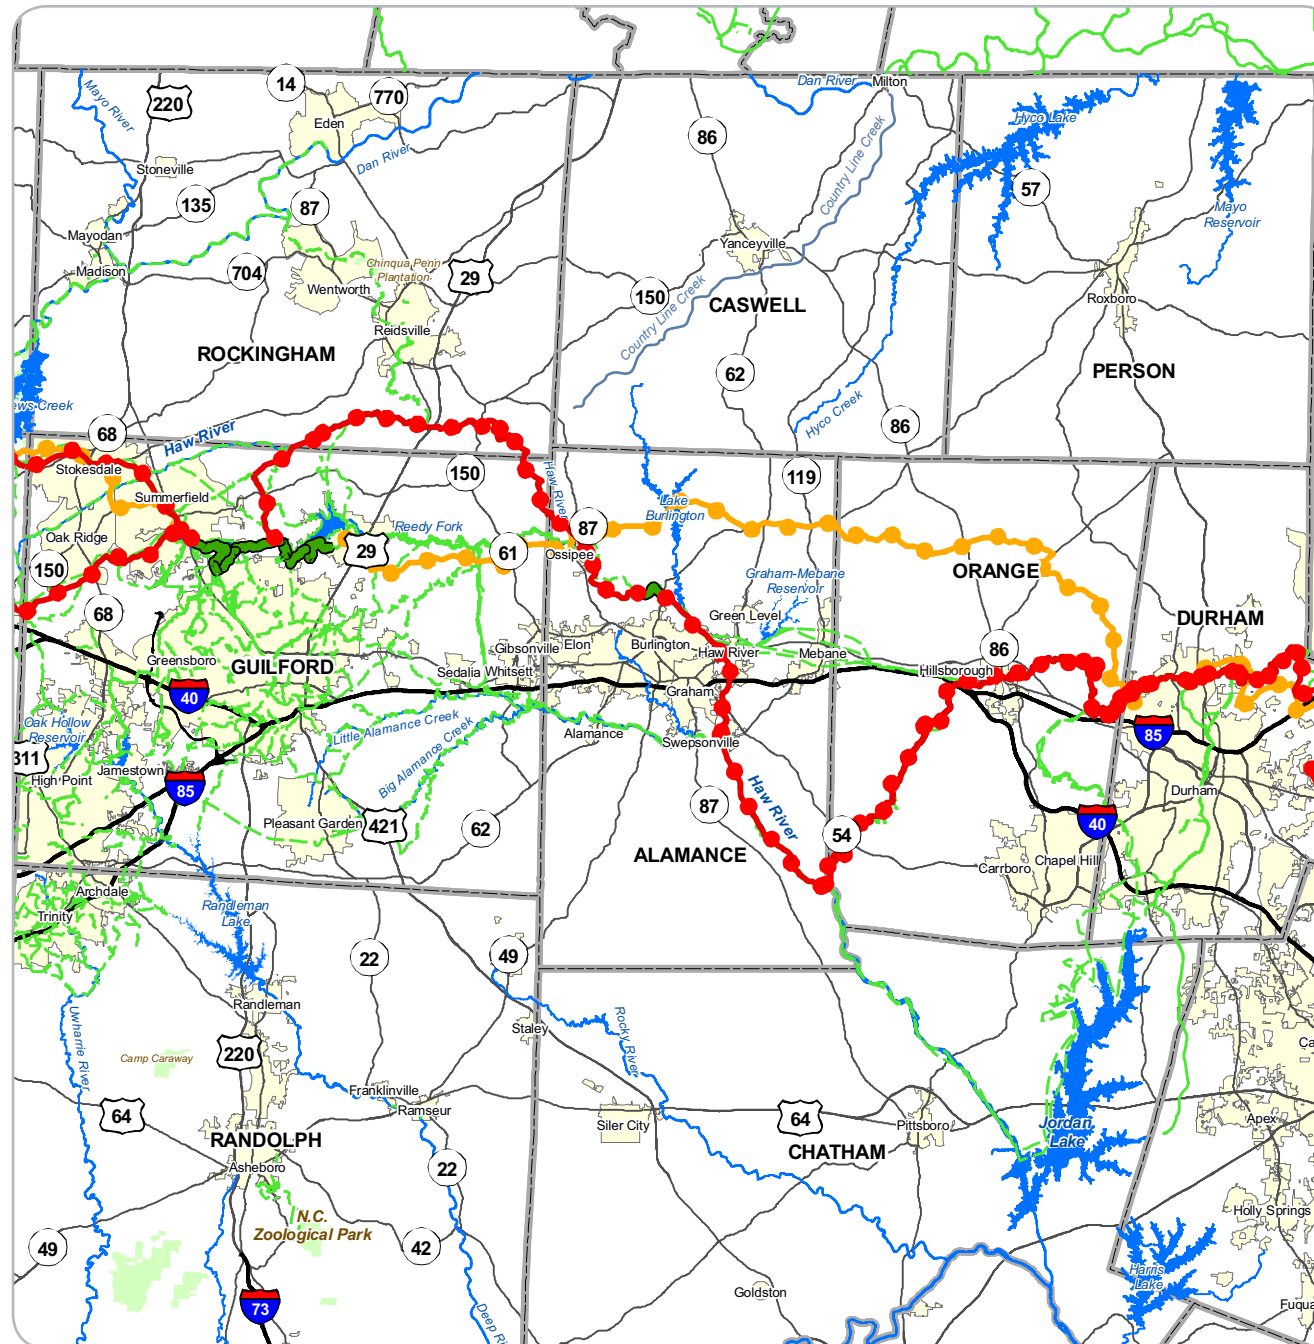 14
770
220
Mayo River
Eden
Dan River
Stoneville
135
87
Mayodan
Madison
704
Wentworth
Chinqua Penn
Plantation
29
Reidsville
ROCKINGHAM
Dan River
Milton
86
Country Line Creek
Yanceyville
150
CASWELL
Country Line Creek
62
Hyco Creek
86
Hyco Lake
57
Mayo
Reservoir
Roxboro
PERSON
ews Creek
68
Haw River
Stokesdale
Summerfield
Oak Ridge
150
68
150
Haw River
Reedy Fork
29
61
87
Ossipee
Lake
Burlington
119
Graham-Mebane
Reservoir
Green Level
ORANGE
86
DURHAM
Greensboro
GUILFORD
40
Sedalia
Whitsett
Gibsonville
Elon
Burlington
Haw River
Mebane
Graham
Hillsborough
Oak Hollow
Reservoir
311
High Point
Jamestown
85
Little Alamance Creek
Big Alamance Creek
Alamance
Swepsonville
85
Durham
Pleasant Garden
421
62
87
Haw River
54
40
ALAMANCE
Carrboro
Chapel Hill
Archdale
Trinity
Randleman
Lake
22
49
Randleman
Uwharrie River
Staley
Rocky River
220
Camp Caraway
64
Franklinville
Ramseur
Siler City
64
Pittsboro
Jordan
Lake
Ca
Apex
RANDOLPH
Asheboro
22
CHATHAM
N.C.
Zoological Park
49
42
Holly Springs
Harris
Lake
73
Deep Ri
Goldston
Fuqua